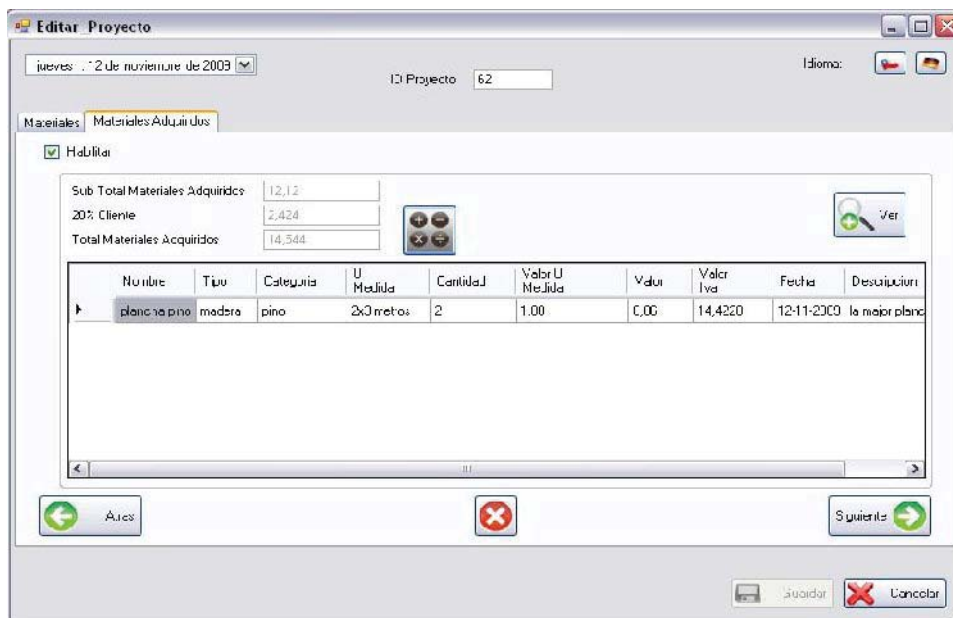 Editar_Proyecto
jueves , 12 de noviembre de 2009
ID Proyecto 62
Idioma:
Materiales Materiales Adquiridos
Habilitar
Sub Total Materiales Adquiridos 12,12
20% Cliente 2,424
Total Materiales Adquiridos 14,544
Ver
Nombre Tipo Categoria U Medida Cantidad Valor U Medida Valor Valor Iva Fecha Descripcion
plancha pino madera pino 2x3 metros 2 1.00 14,4220 12-11-2009 la major planc
Atras
Siguiente
Guardar
Cancelar